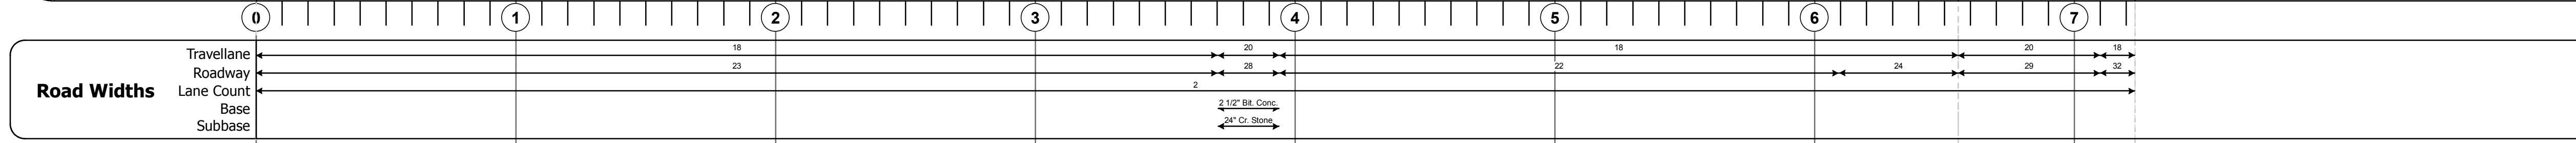 0 1 2 3 4 5 6 7
Road Widths
Travellane 18 20 18 20 18
Roadway 23 28 22 24 29 32
Lane Count 2
Base 2 1/2" Bit. Conc.
Subbase 24" Cr. Stone